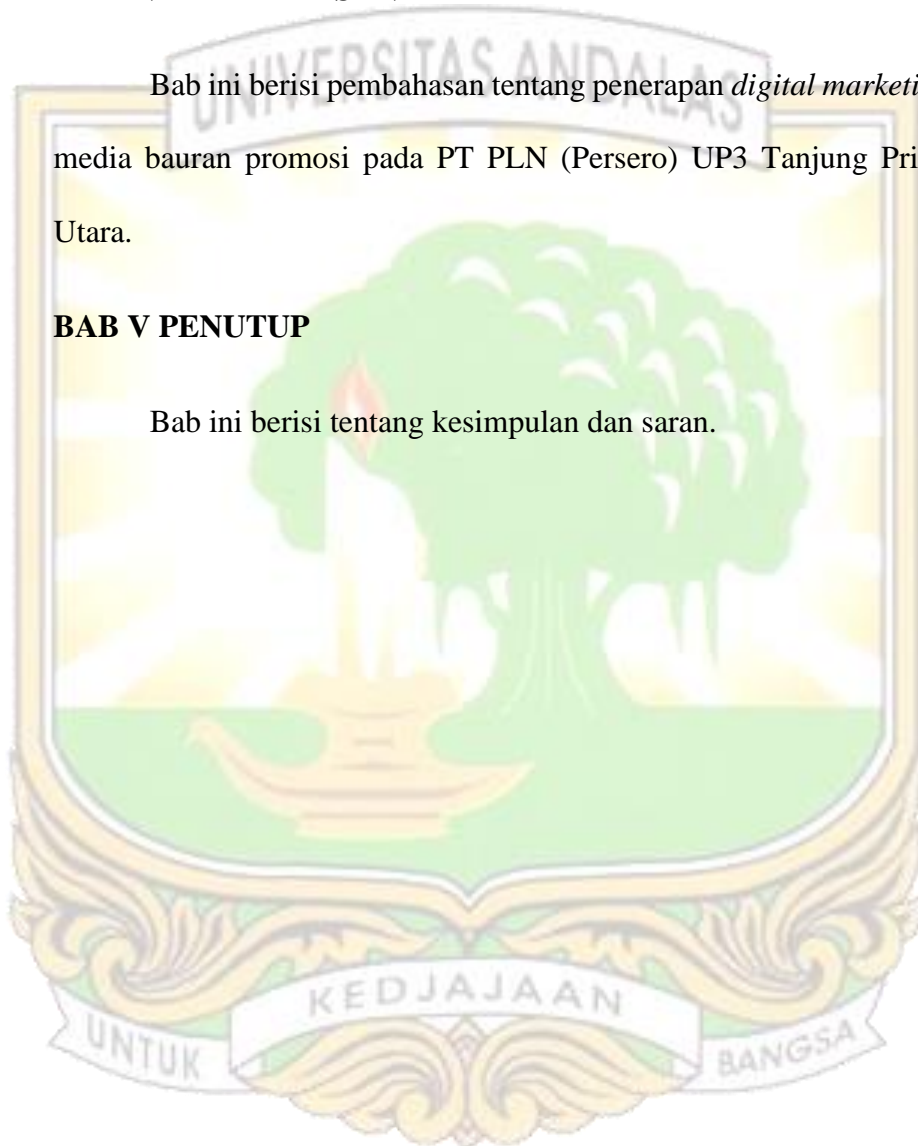 UNIVERSITAS ANDALAS
Bab ini berisi pembahasan tentang penerapan digital marketi
media bauran promosi pada PT PLN (Persero) UP3 Tanjung Pri
Utara.
BAB V PENUTUP
Bab ini berisi tentang kesimpulan dan saran.
UNTUK KEDJAJAAN BANGSA